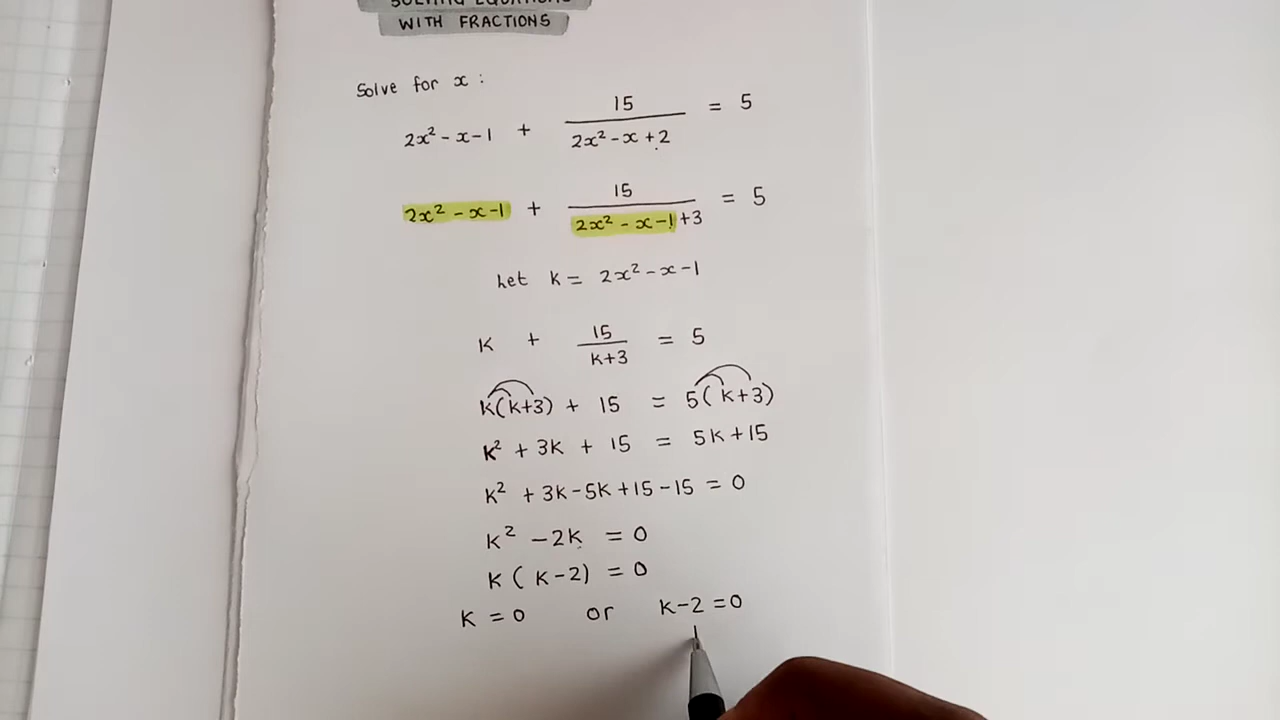 SOLVING EQUATIONS
WITH FRACTIONS
Solve for x :
2x² - x - 1 + 15/(2x² - x + 2) = 5
2x² - x - 1 + 15/(2x² - x - 1 + 3) = 5
Let k = 2x² - x - 1
k + 15/(k+3) = 5
k(k+3) + 15 = 5(k+3)
k² + 3k + 15 = 5k + 15
k² + 3k - 5k + 15 - 15 = 0
k² - 2k = 0
k(k-2) = 0
k = 0 or k - 2 = 0